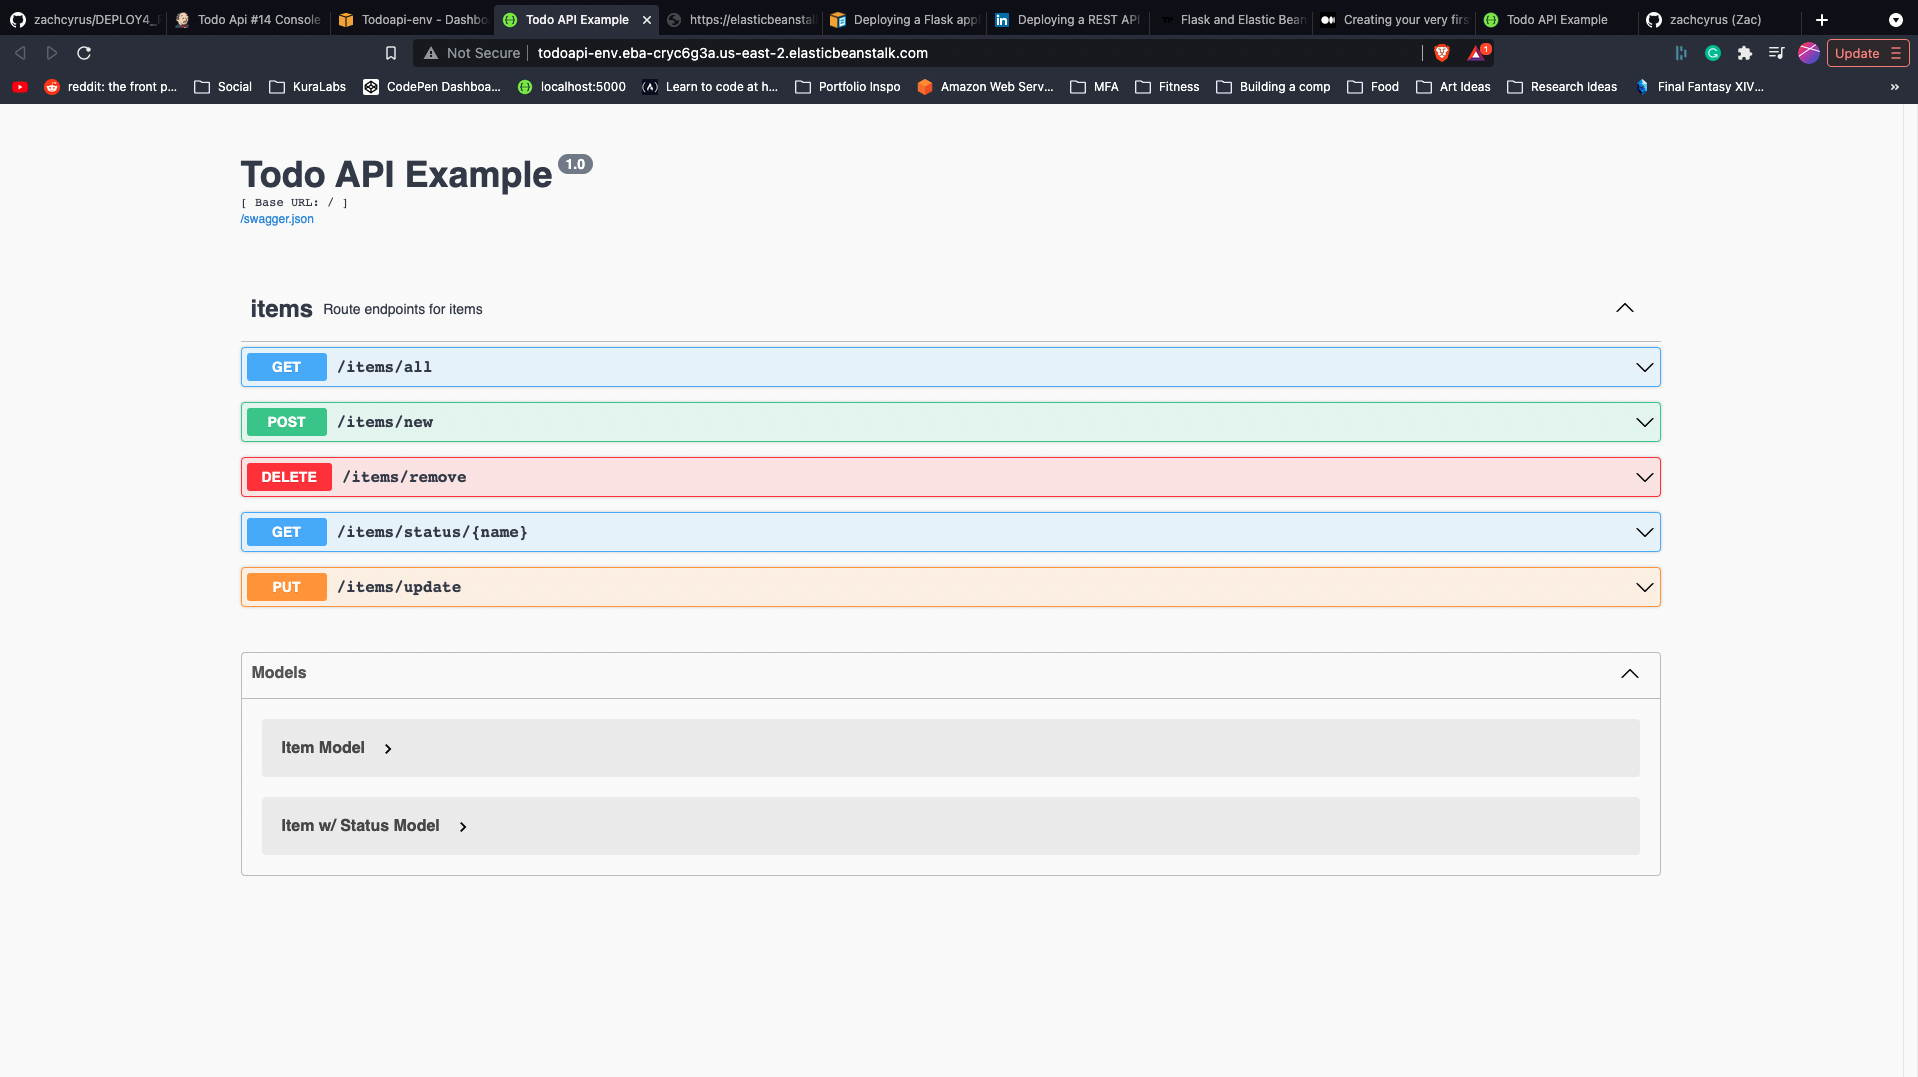 zachcyrus/DEPLOY4_
Todo Api #14 Console
Todoapi-env - Dashbo
Todo API Example
https://elasticbeanstal
Deploying a Flask appl
Deploying a REST API
Flask and Elastic Bean
Creating your very firs
Todo API Example
zachcyrus (Zac)
Not Secure
todoapi-env.eba-cryc6g3a.us-east-2.elasticbeanstalk.com
1
Update
reddit: the front p...
Social
KuraLabs
CodePen Dashboa...
localhost:5000
Learn to code at h...
Portfolio Inspo
Amazon Web Serv...
MFA
Fitness
Building a comp
Food
Art Ideas
Research Ideas
Final Fantasy XIV...
»
Todo API Example 1.0
[ Base URL: / ]
/swagger.json
items Route endpoints for items
GET /items/all
POST /items/new
DELETE /items/remove
GET /items/status/{name}
PUT /items/update
Models
Item Model
Item w/ Status Model